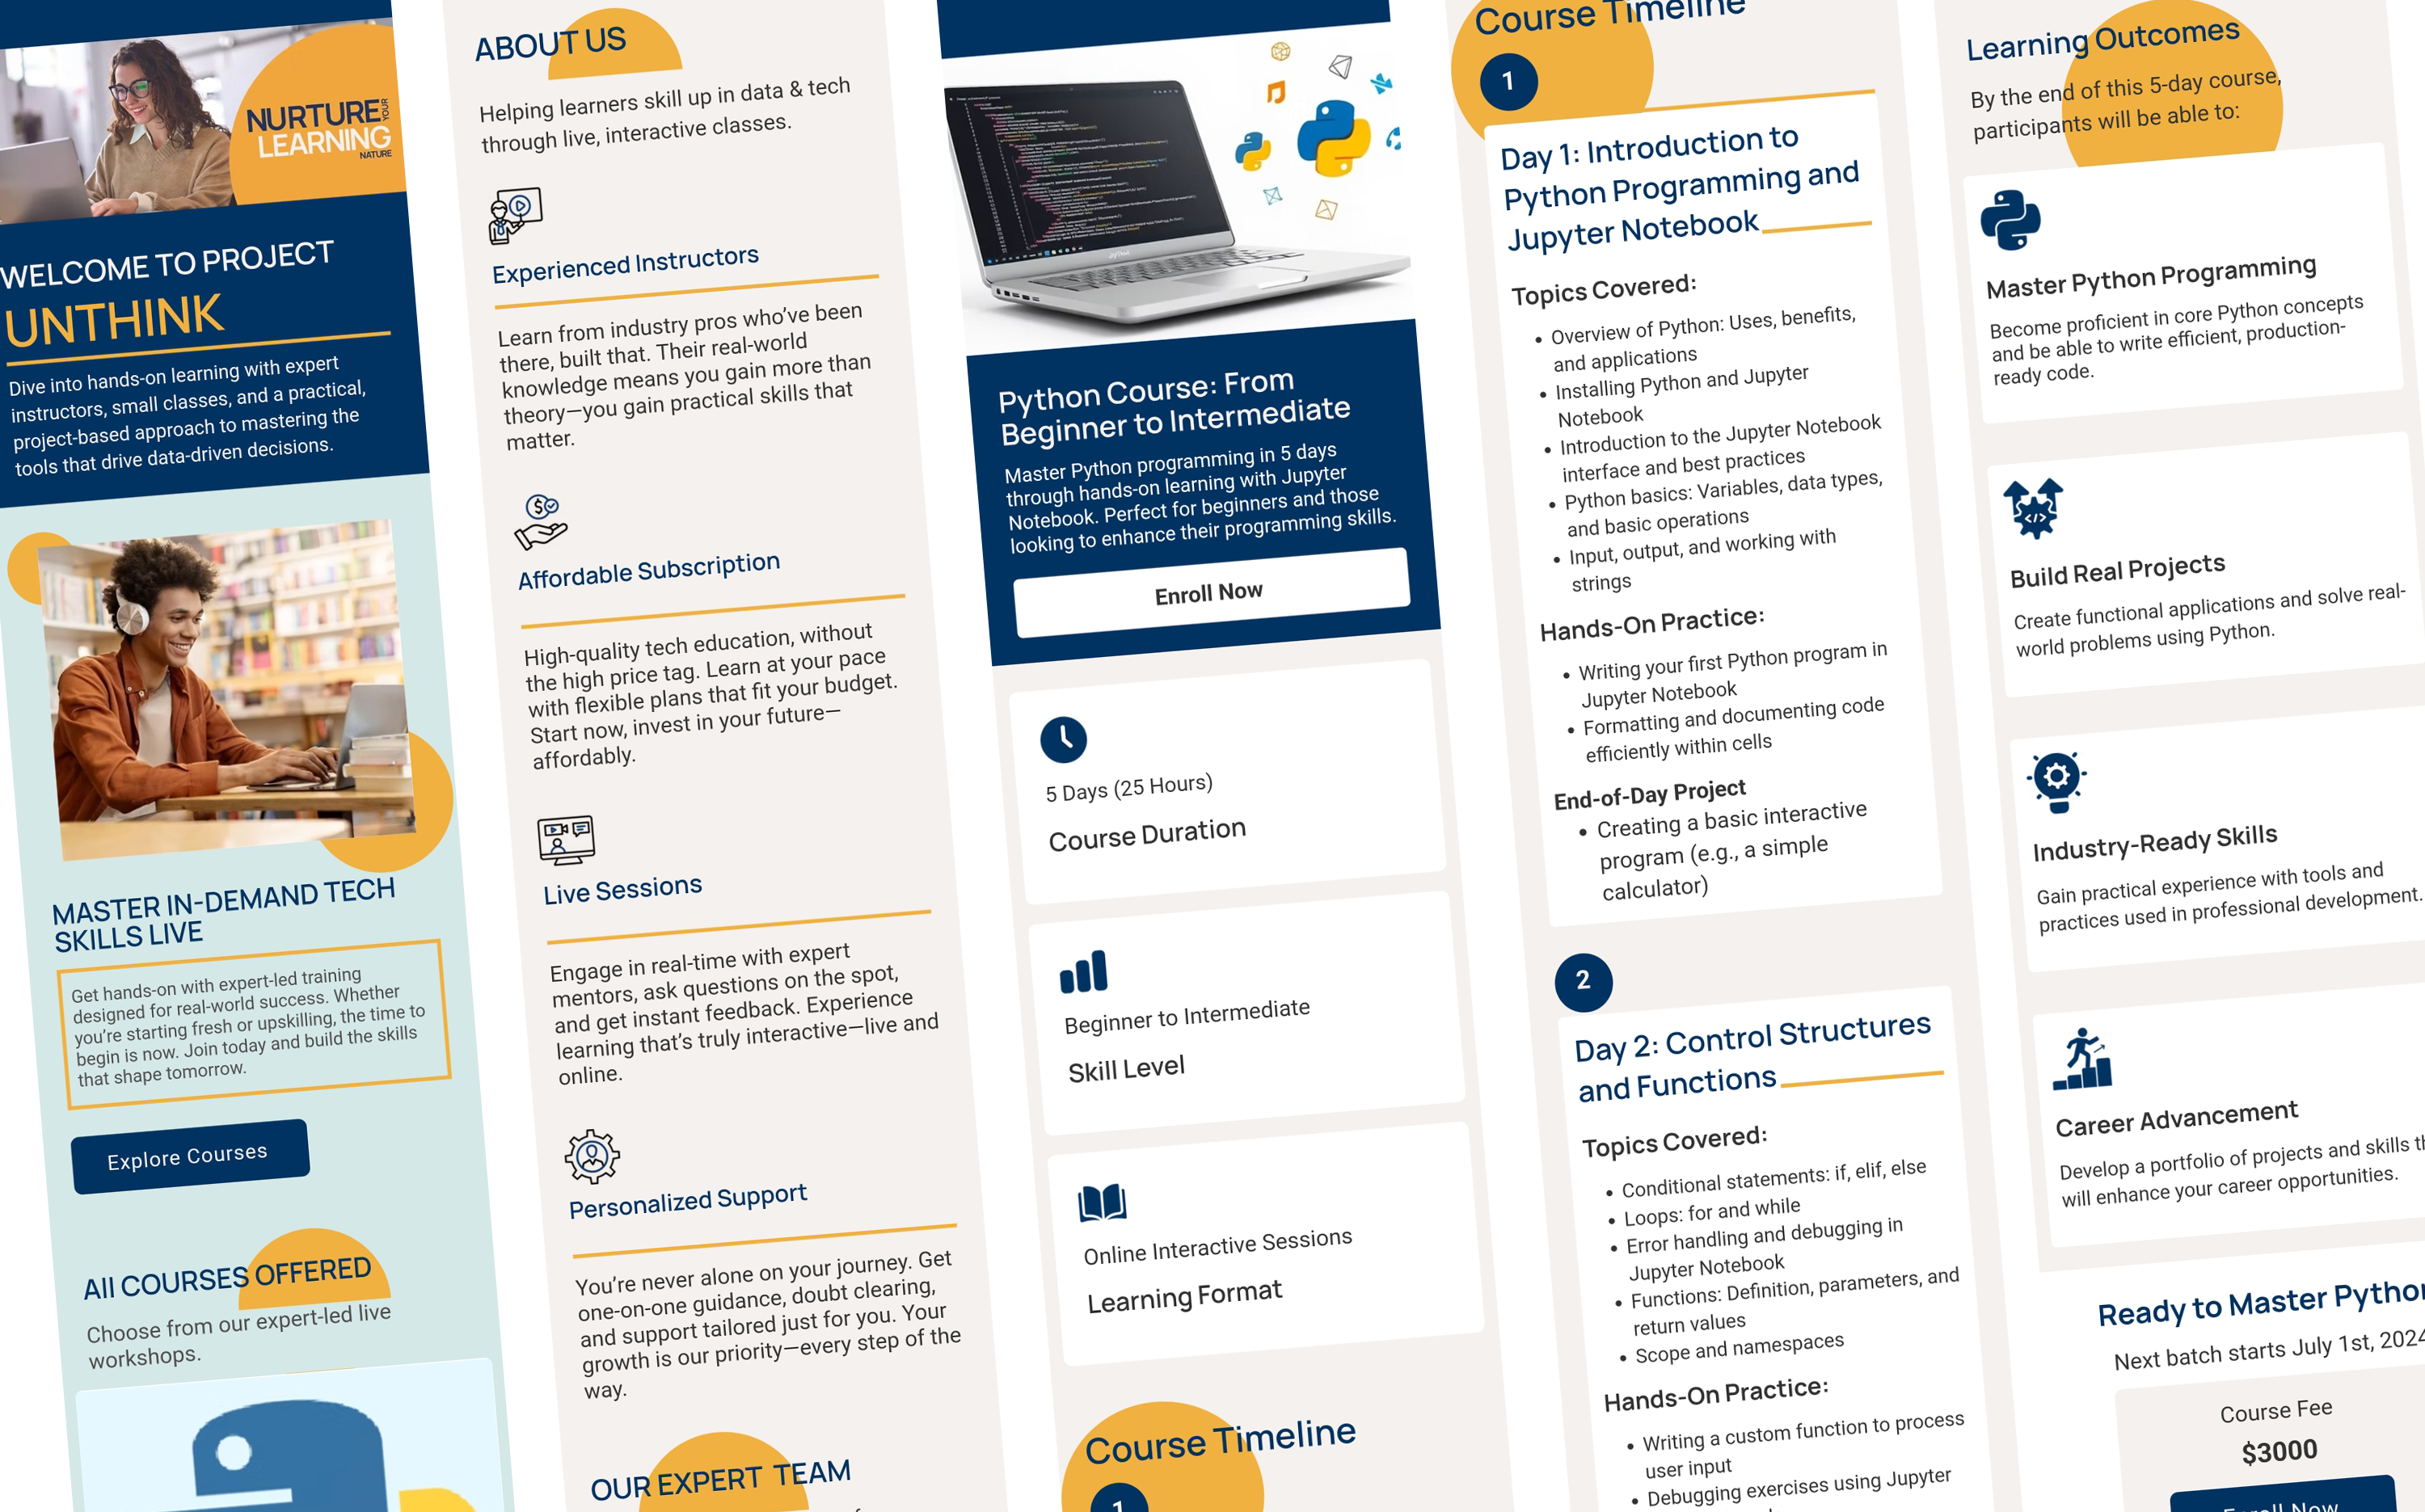 NURTURE YOUR
LEARNING
NATURE
WELCOME TO PROJECT
UNTHINK
Dive into hands-on learning with expert
instructors, small classes, and a practical,
project-based approach to mastering the
tools that drive data-driven decisions.
MASTER IN-DEMAND TECH
SKILLS LIVE
Get hands-on with expert-led training
designed for real-world success. Whether
you're starting fresh or upskilling, the time to
begin is now. Join today and build the skills
that shape tomorrow.
Explore Courses
All COURSES OFFERED
Choose from our expert-led live
workshops.
ABOUT US
Helping learners skill up in data & tech
through live, interactive classes.
Experienced Instructors
Learn from industry pros who've been
there, built that. Their real-world
knowledge means you gain more than
theory—you gain practical skills that
matter.
Affordable Subscription
High-quality tech education, without
the high price tag. Learn at your pace
with flexible plans that fit your budget.
Start now, invest in your future—
affordably.
Live Sessions
Engage in real-time with expert
mentors, ask questions on the spot,
and get instant feedback. Experience
learning that's truly interactive—live and
online.
Personalized Support
You're never alone on your journey. Get
one-on-one guidance, doubt clearing,
and support tailored just for you. Your
growth is our priority—every step of the
way.
OUR EXPERT TEAM
Python Course: From
Beginner to Intermediate
Master Python programming in 5 days
through hands-on learning with Jupyter
Notebook. Perfect for beginners and those
looking to enhance their programming skills.
Enroll Now
5 Days (25 Hours)
Course Duration
Beginner to Intermediate
Skill Level
Online Interactive Sessions
Learning Format
Course Timeline
1
Course Timeline
1
Day 1: Introduction to
Python Programming and
Jupyter Notebook
Topics Covered:
• Overview of Python: Uses, benefits,
and applications
• Installing Python and Jupyter
Notebook
• Introduction to the Jupyter Notebook
interface and best practices
• Python basics: Variables, data types,
and basic operations
• Input, output, and working with
strings
Hands-On Practice:
• Writing your first Python program in
Jupyter Notebook
• Formatting and documenting code
efficiently within cells
End-of-Day Project
• Creating a basic interactive
program (e.g., a simple
calculator)
2
Day 2: Control Structures
and Functions
Topics Covered:
• Conditional statements: if, elif, else
• Loops: for and while
• Error handling and debugging in
Jupyter Notebook
• Functions: Definition, parameters, and
return values
• Scope and namespaces
Hands-On Practice:
• Writing a custom function to process
user input
• Debugging exercises using Jupyter
Learning Outcomes
By the end of this 5-day course,
participants will be able to:
Master Python Programming
Become proficient in core Python concepts
and be able to write efficient, production-
ready code.
Build Real Projects
Create functional applications and solve real-
world problems using Python.
Industry-Ready Skills
Gain practical experience with tools and
practices used in professional development.
Career Advancement
Develop a portfolio of projects and skills
will enhance your career opportunities.
Ready to Master Python
Next batch starts July 1st, 2024
Course Fee
$3000
Enroll Now